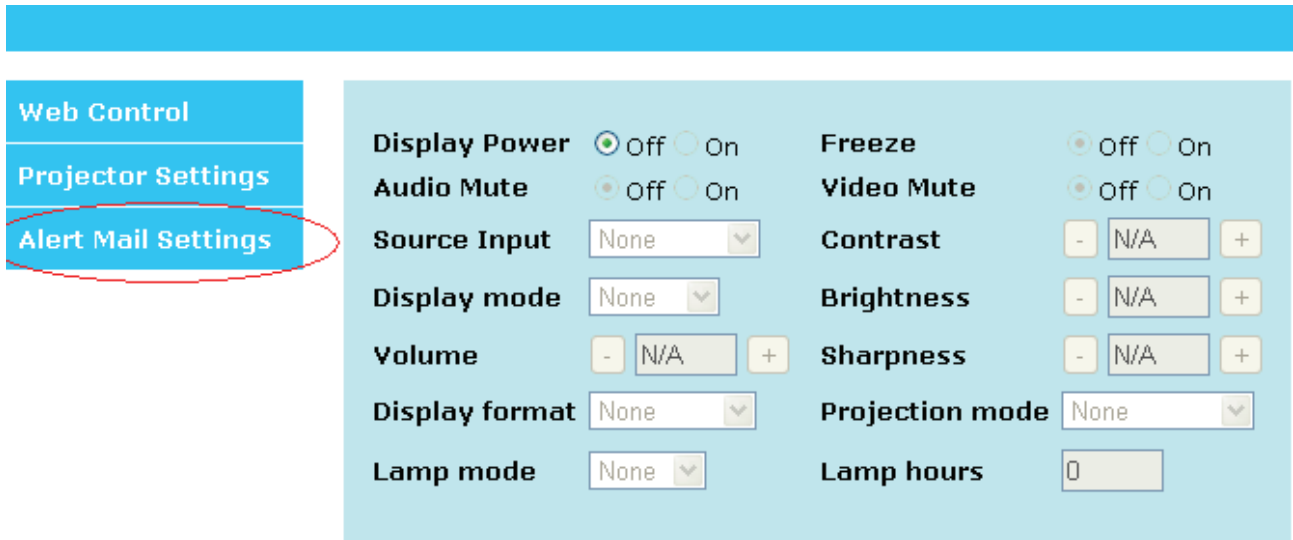 Web Control
Projector Settings
Alert Mail Settings
Display Power Off On Freeze Off On
Audio Mute Off On Video Mute Off On
Source Input None Contrast - N/A +
Display mode None Brightness - N/A +
Volume - N/A + Sharpness - N/A +
Display format None Projection mode None
Lamp mode None Lamp hours 0